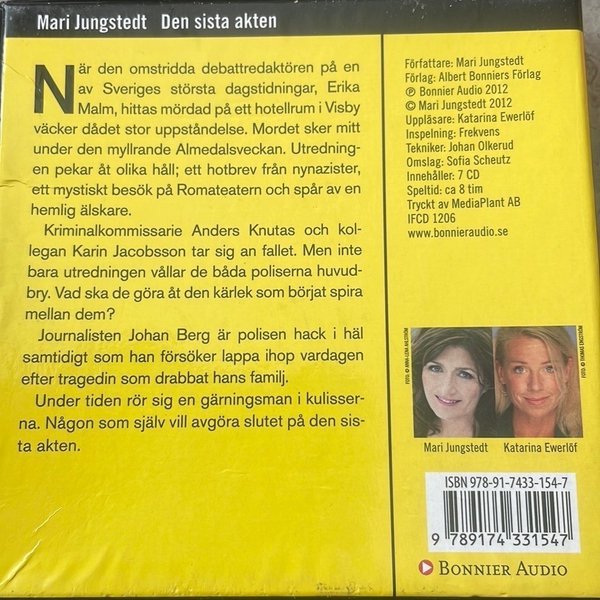 Mari Jungstedt Den sista akten
När den omstridda debattredaktören på en
av Sveriges största dagstidningar, Erika
Malm, hittas mördad på ett hotellrum i Visby
väcker dådet stor uppståndelse. Mordet sker mitt
under den myllrande Almedalsveckan. Utrednin-
gen pekar åt olika håll; ett hotbrev från nynazister,
ett mystiskt besök på Romateatern och spår av en
hemlig älskare.
Kriminalkommissarie Anders Knutas och kol-
legan Karin Jacobsson tar sig an fallet. Men inte
bara utredningen vållar de båda poliserna huvud-
bry. Vad ska de göra åt den kärlek som börjat spira
mellan dem?
Journalisten Johan Berg är polisen hack i häl
samtidigt som han försöker lappa ihop vardagen
efter tragedin som drabbat hans familj.
Under tiden rör sig en gärningsman i kulisser-
na. Någon som själv vill avgöra slutet på den sis-
ta akten.
Författare: Mari Jungstedt
Förlag: Albert Bonniers Förlag
℗ Bonnier Audio 2012
© Mari Jungstedt 2012
Uppläsare: Katarina Ewerlöf
Inspelning: Frekvens
Tekniker: Johan Olkerud
Omslag: Sofia Scheutz
Innehåller: 7 CD
Speltid: ca 8 tim
Tryckt av MediaPlant AB
IFCD 1206
www.bonnieraudio.se
Mari Jungstedt Katarina Ewerlöf
ISBN 978-91-7433-154-7
9 789174 331547
BONNIER AUDIO